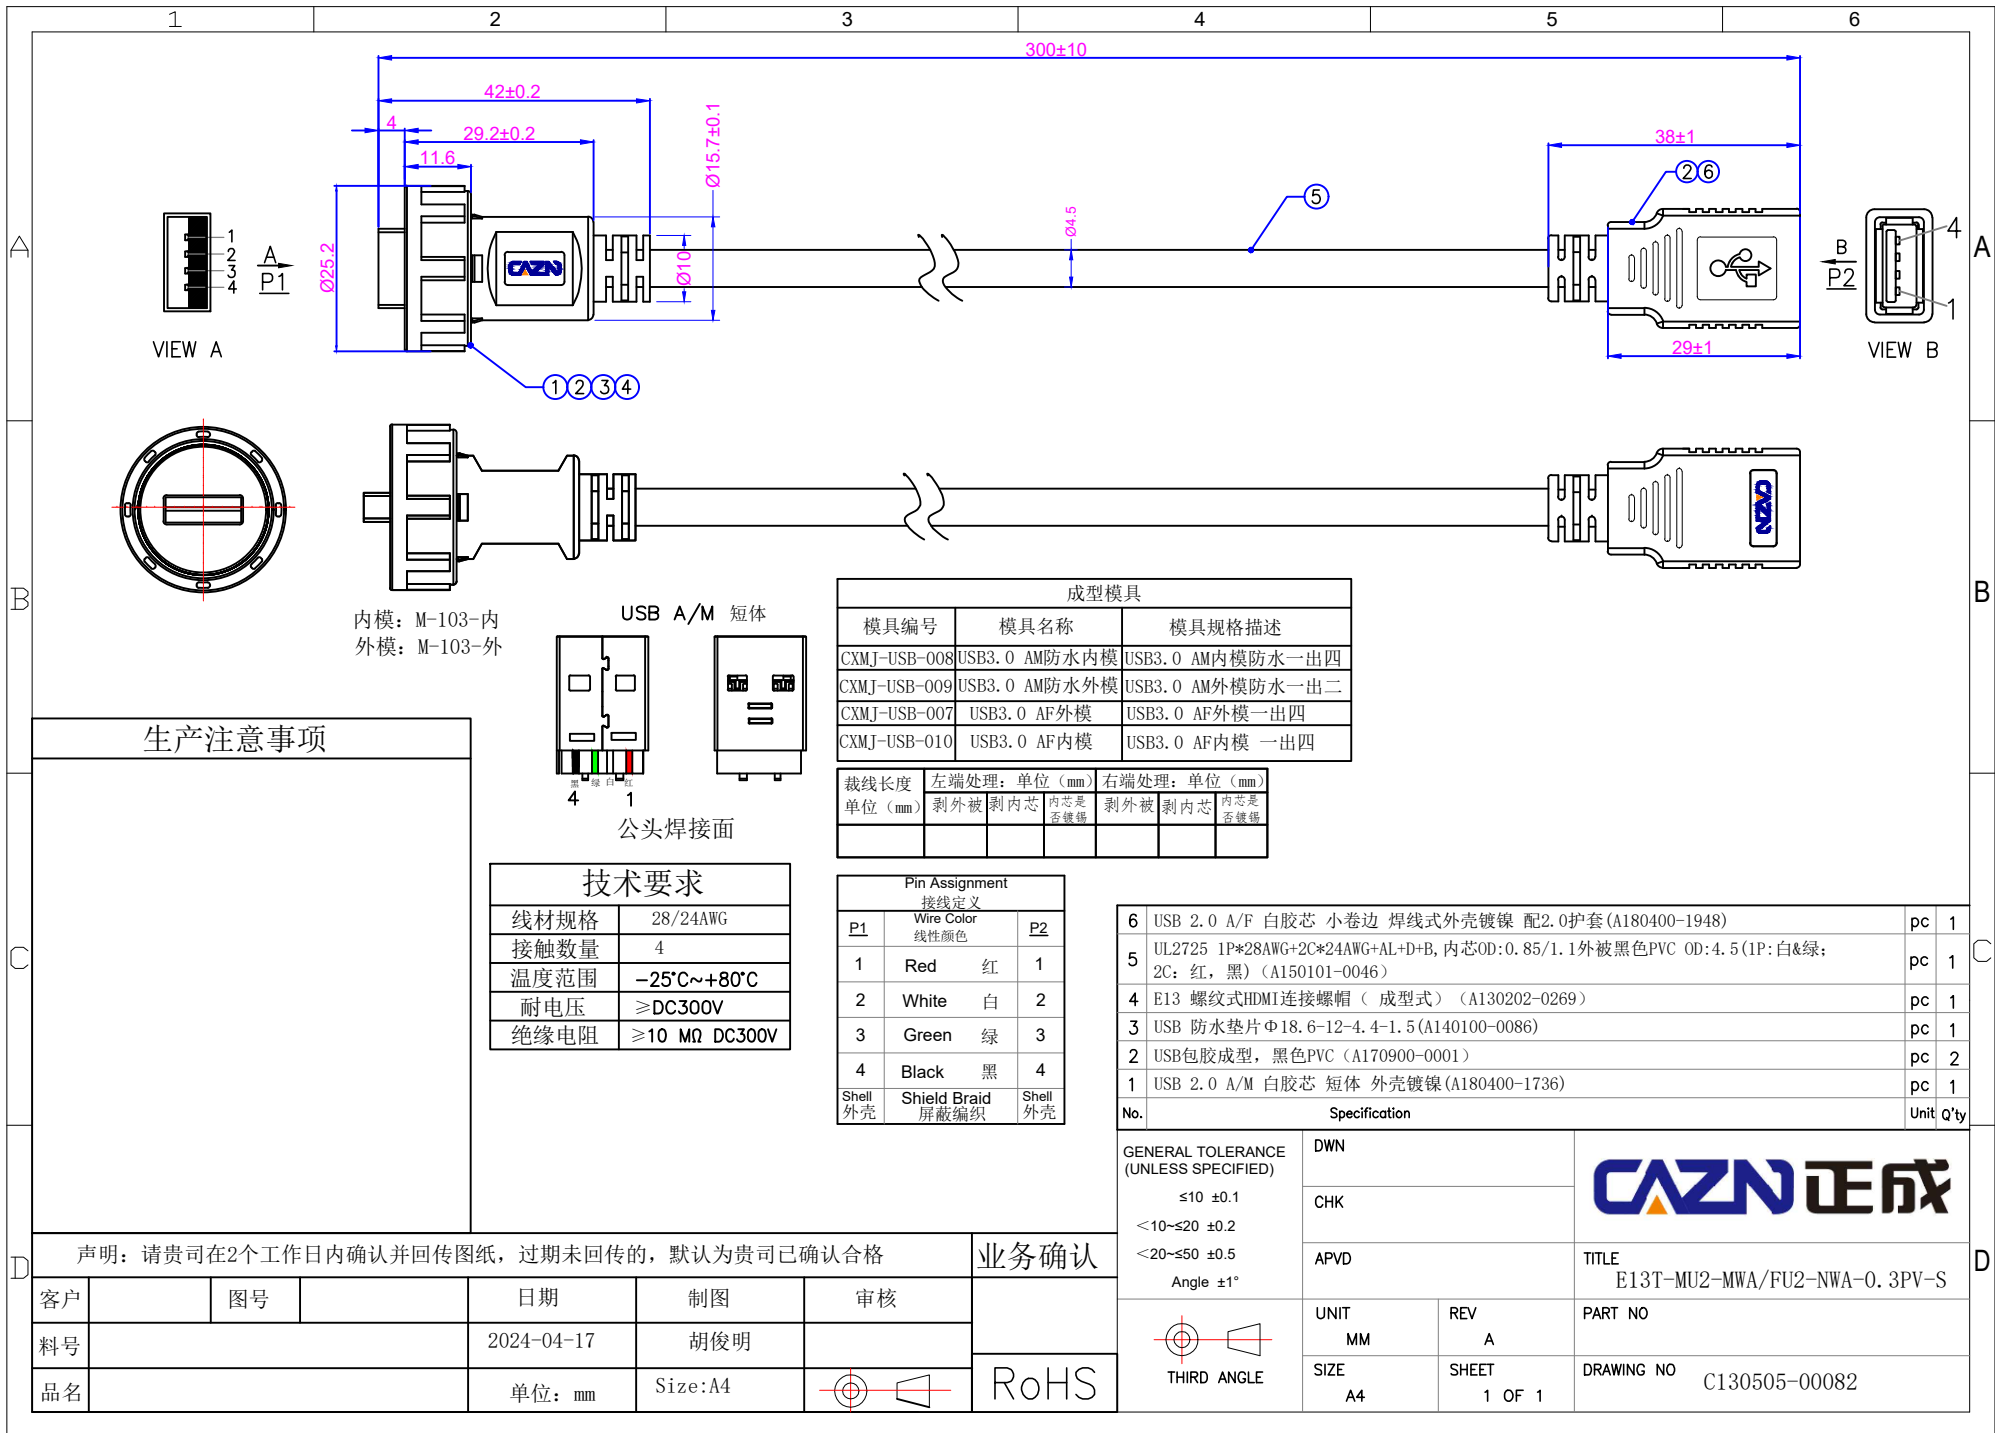 1 2 3 4 5 6
A
A
B
B
C
C
D
D
300±10
42±0.2
4
29.2±0.2
11.6
Ø15.7±0.1
Ø25.2
Ø10
Ø4.5
38±1
29±1
5
26
1234
CAZN
1
2
3
4
A
P1
VIEW A
B
P2
4
1
VIEW B
CAZN
内模：M-103-内
外模：M-103-外
USB A/M 短体
黑 绿 白 红
4 1
公头焊接面
成型模具
模具编号 模具名称 模具规格描述
CXMJ-USB-008 USB3.0 AM防水内模 USB3.0 AM内模防水一出四
CXMJ-USB-009 USB3.0 AM防水外模 USB3.0 AM外模防水一出二
CXMJ-USB-007 USB3.0 AF外模 USB3.0 AF外模一出四
CXMJ-USB-010 USB3.0 AF内模 USB3.0 AF内模 一出四
裁线长度
单位（mm）
左端处理：单位（mm） 右端处理：单位（mm）
剥外被 剥内芯 内芯是否镀锡 剥外被 剥内芯 内芯是否镀锡
生产注意事项
技术要求
线材规格 28/24AWG
接触数量 4
温度范围 -25℃~+80℃
耐电压 ≥DC300V
绝缘电阻 ≥10 MΩ DC300V
Pin Assignment
接线定义
P1 Wire Color 线性颜色 P2
1 Red 红 1
2 White 白 2
3 Green 绿 3
4 Black 黑 4
Shell 外壳 Shield Braid 屏蔽编织 Shell 外壳
6 USB 2.0 A/F 白胶芯 小卷边 焊线式外壳镀镍 配2.0护套(A180400-1948) pc 1
5 UL2725 1P*28AWG+2C*24AWG+AL+D+B,内芯OD:0.85/1.1外被黑色PVC OD:4.5(1P:白&绿;
2C：红，黑)（A150101-0046） pc 1
4 E13 螺纹式HDMI连接螺帽（ 成型式）（A130202-0269） pc 1
3 USB 防水垫片Φ18.6-12-4.4-1.5(A140100-0086) pc 1
2 USB包胶成型，黑色PVC（A170900-0001） pc 2
1 USB 2.0 A/M 白胶芯 短体 外壳镀镍(A180400-1736) pc 1
No. Specification Unit Q'ty
GENERAL TOLERANCE
(UNLESS SPECIFIED)
≤10 ±0.1
<10~≤20 ±0.2
<20~≤50 ±0.5
Angle ±1°
THIRD ANGLE
DWN
CHK
APVD
CAZN正成
TITLE
E13T-MU2-MWA/FU2-NWA-0.3PV-S
UNIT
MM
REV
A
PART NO
SIZE
A4
SHEET
1 OF 1
DRAWING NO C130505-00082
声明：请贵司在2个工作日内确认并回传图纸，过期未回传的，默认为贵司已确认合格
业务确认
客户 图号 日期 制图 审核
料号 2024-04-17 胡俊明
品名 单位：mm Size:A4
RoHS